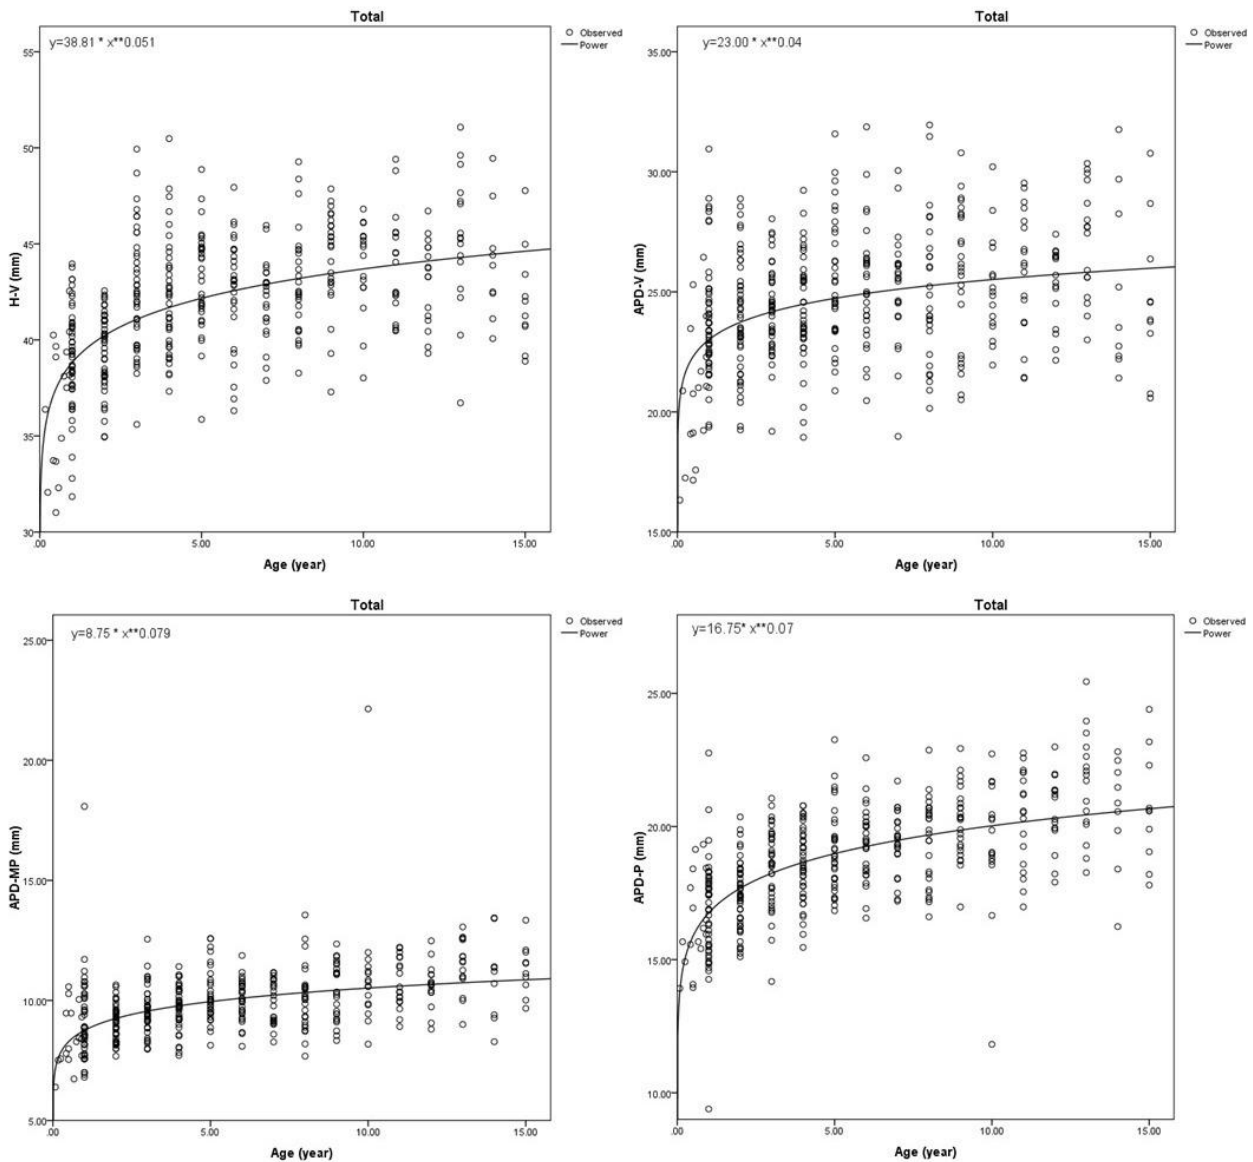 Total
y=38.81 * x**0.051
Observed
Power
55
50
45
40
35
30
H-V (mm)
.00 5.00 10.00 15.00
Age (year)
Total
y=23.00 * x**0.04
Observed
Power
35.00
30.00
25.00
20.00
15.00
APD-V (mm)
.00 5.00 10.00 15.00
Age (year)
Total
y=8.75 * x**0.079
Observed
Power
25.00
20.00
15.00
10.00
5.00
APD-MP (mm)
.00 5.00 10.00 15.00
Age (year)
Total
y=16.75* x**0.07
Observed
Power
25.00
20.00
15.00
10.00
APD-P (mm)
.00 5.00 10.00 15.00
Age (year)